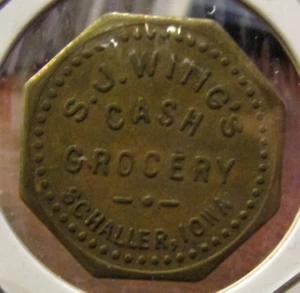 S.J. WING'S
CASH
GROCERY
SCHALLER, IOWA